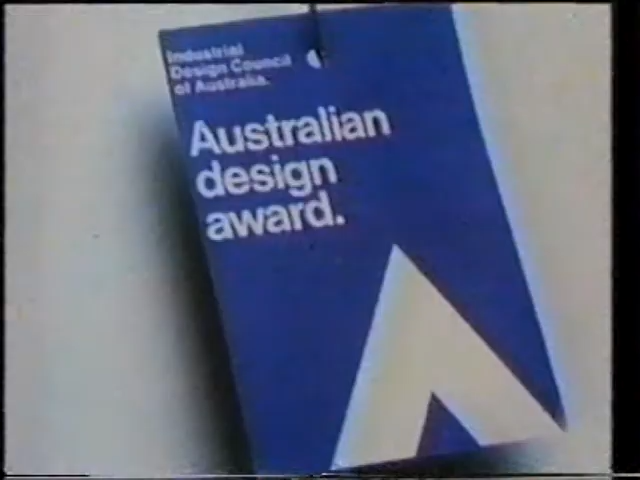 Industrial
Design Council
of Australia.
Australian
design
award.